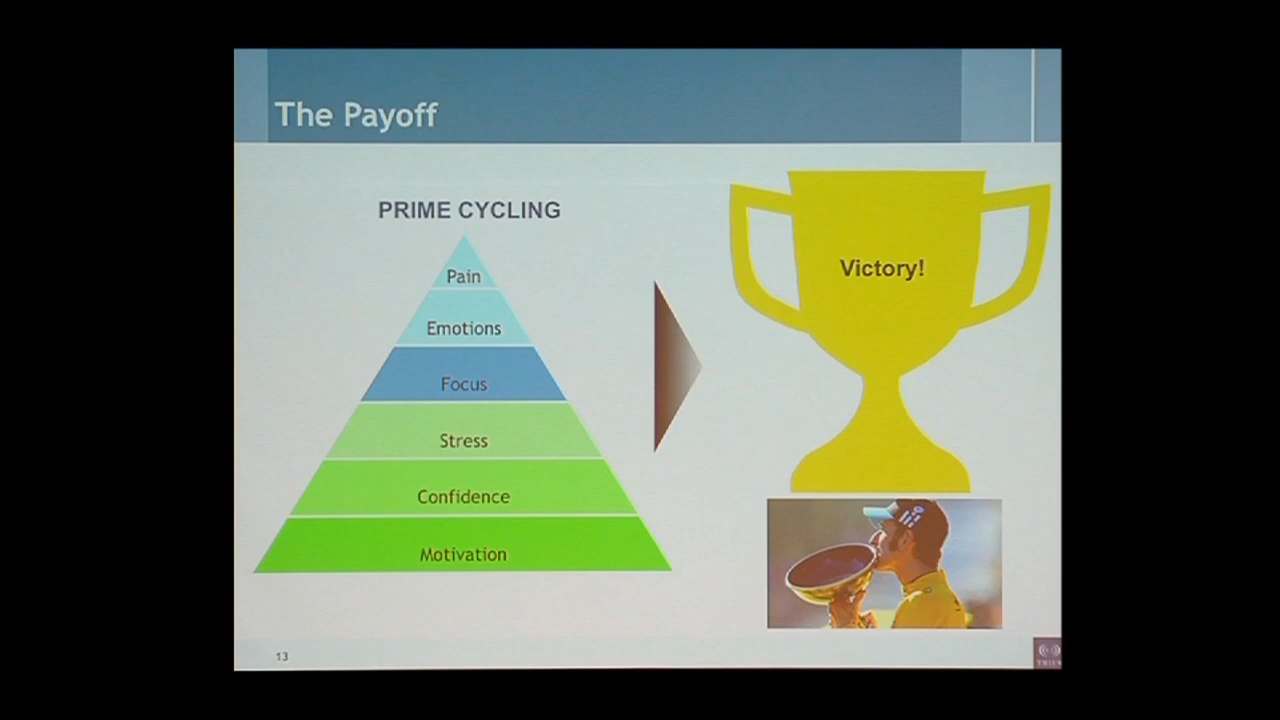 The Payoff
PRIME CYCLING
Pain
Emotions
Focus
Stress
Confidence
Motivation
Victory!
13